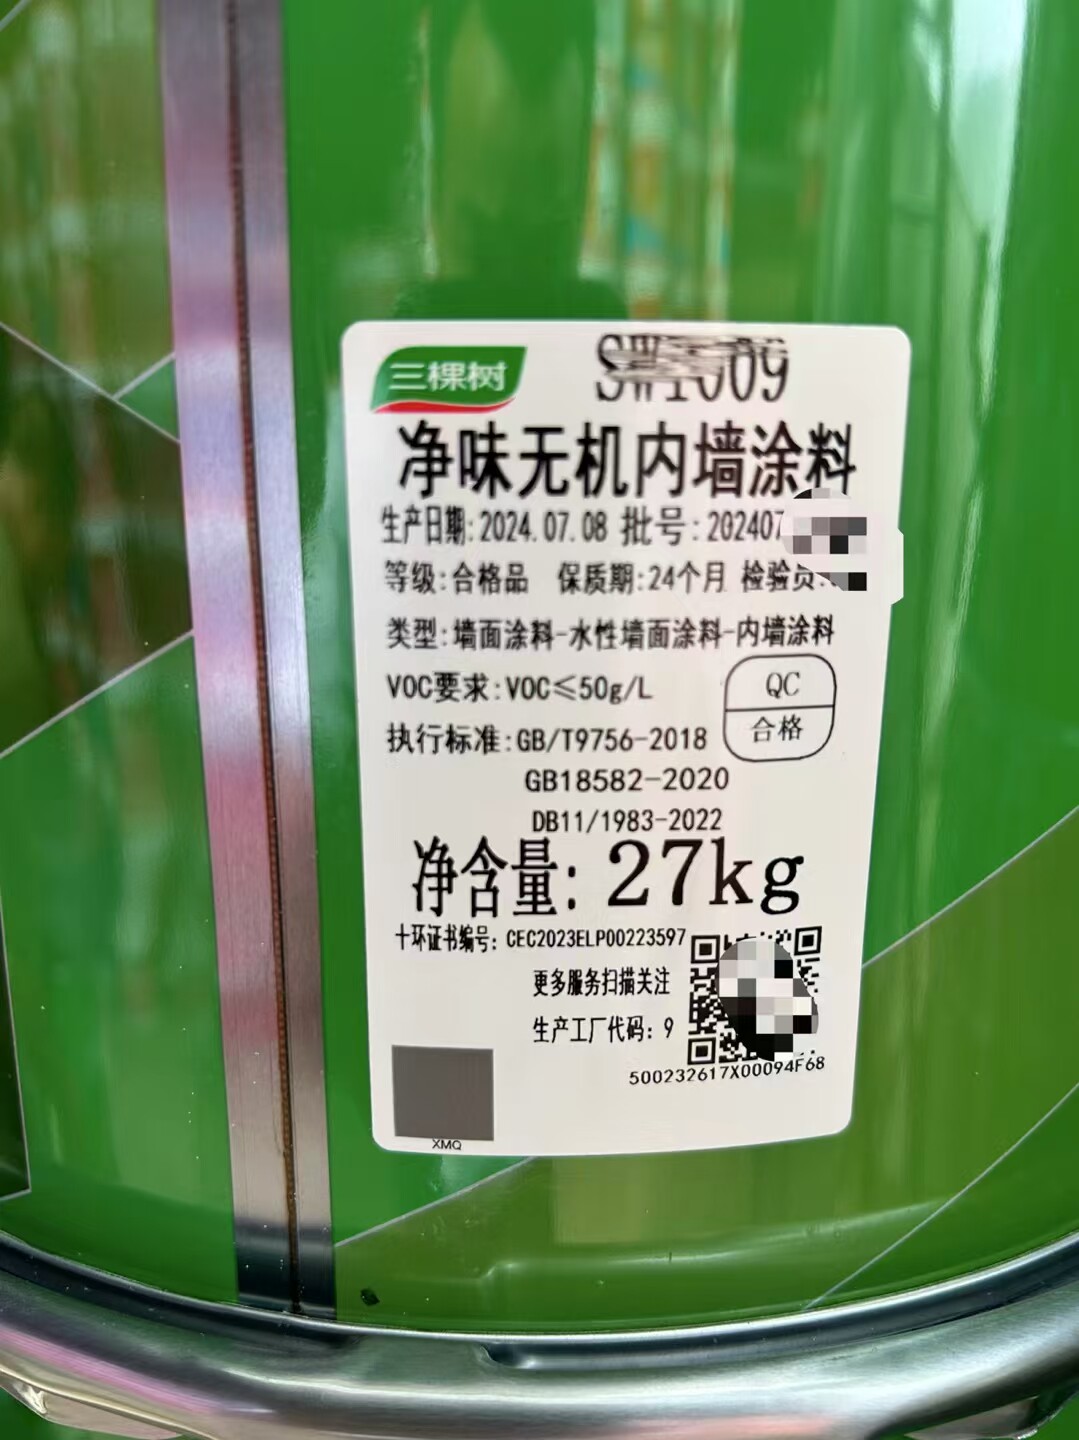 三棵树
净味无机内墙涂料
生产日期:2024.07.08 批号:202407
等级:合格品 保质期:24个月 检验员:
类型:墙面涂料-水性墙面涂料-内墙涂料
VOC要求:VOC≤50g/L
QC
合格
执行标准:GB/T9756-2018
GB18582-2020
DB11/1983-2022
净含量: 27kg
十环证书编号: CEC2023ELP00223597
更多服务扫描关注
生产工厂代码: 9
500232617X00094F68
XMQ